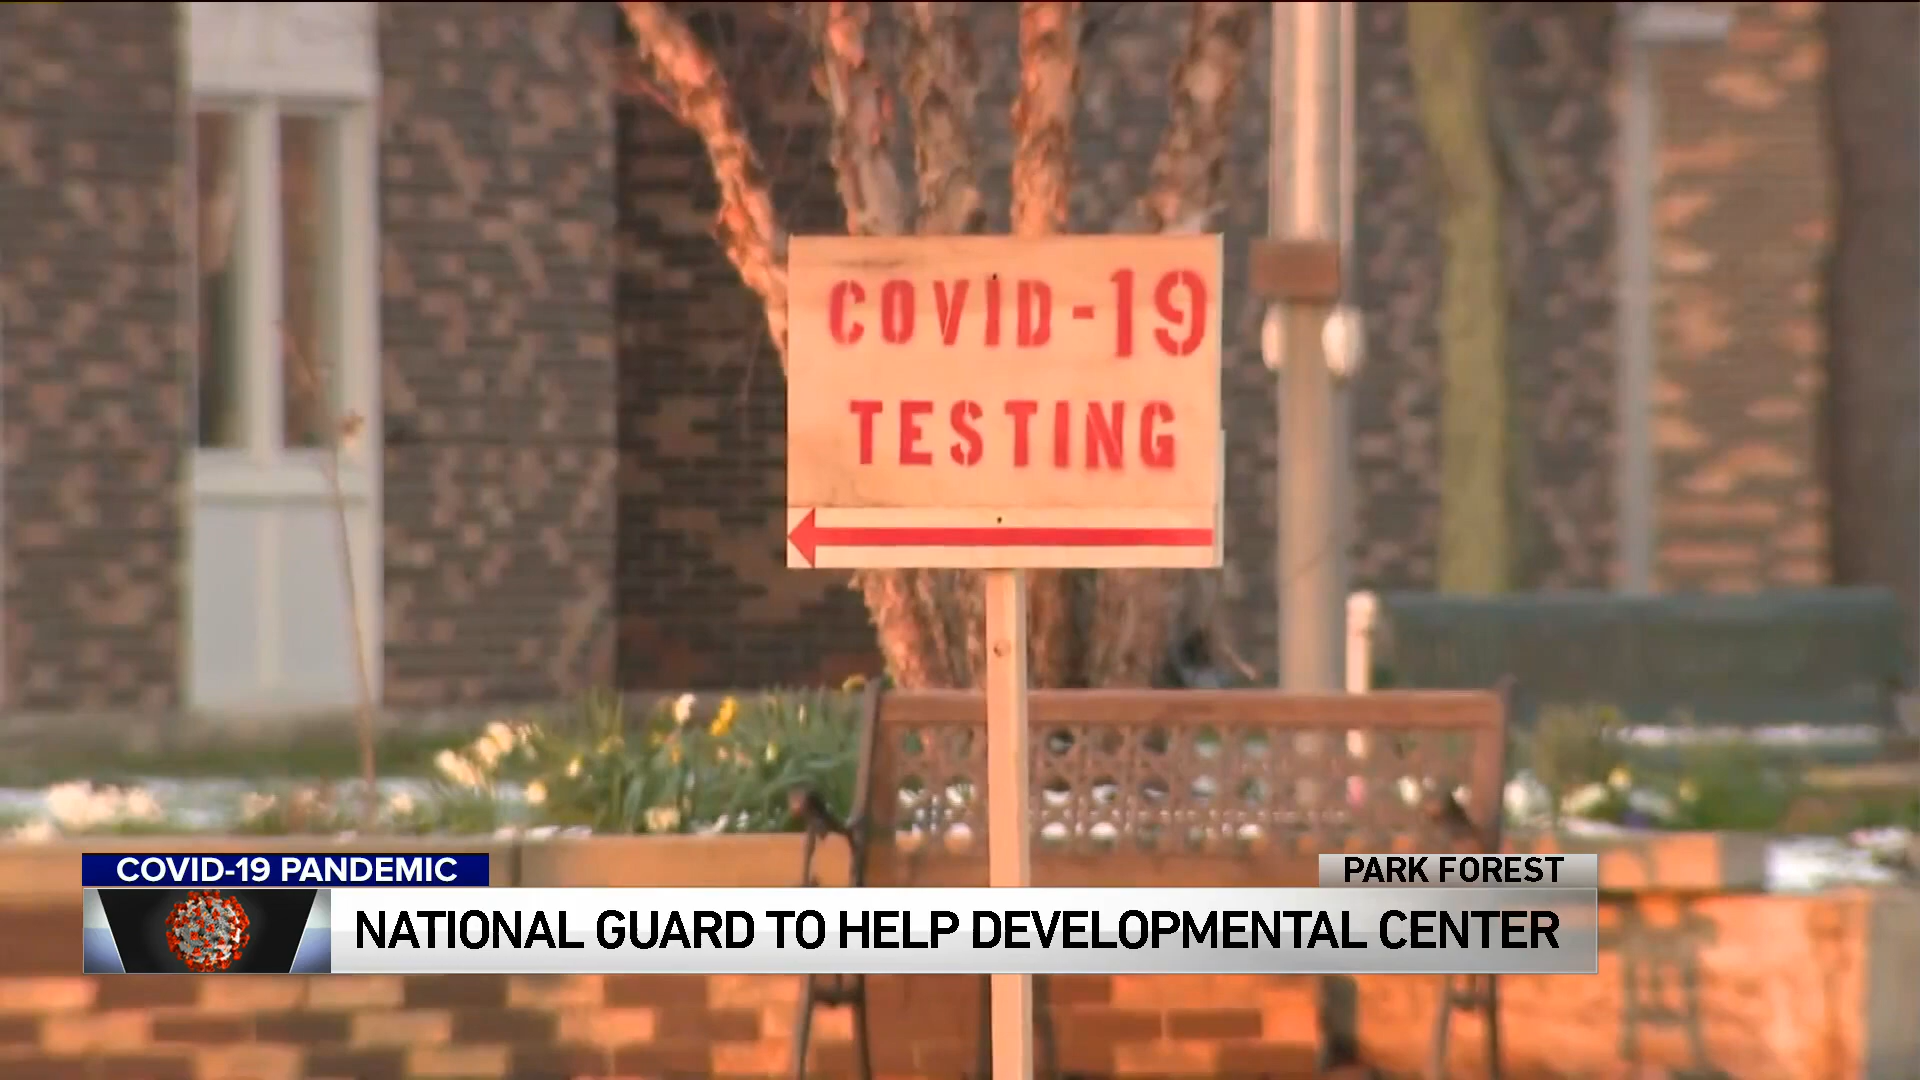 COVID-19
TESTING
COVID-19 PANDEMIC
PARK FOREST
NATIONAL GUARD TO HELP DEVELOPMENTAL CENTER